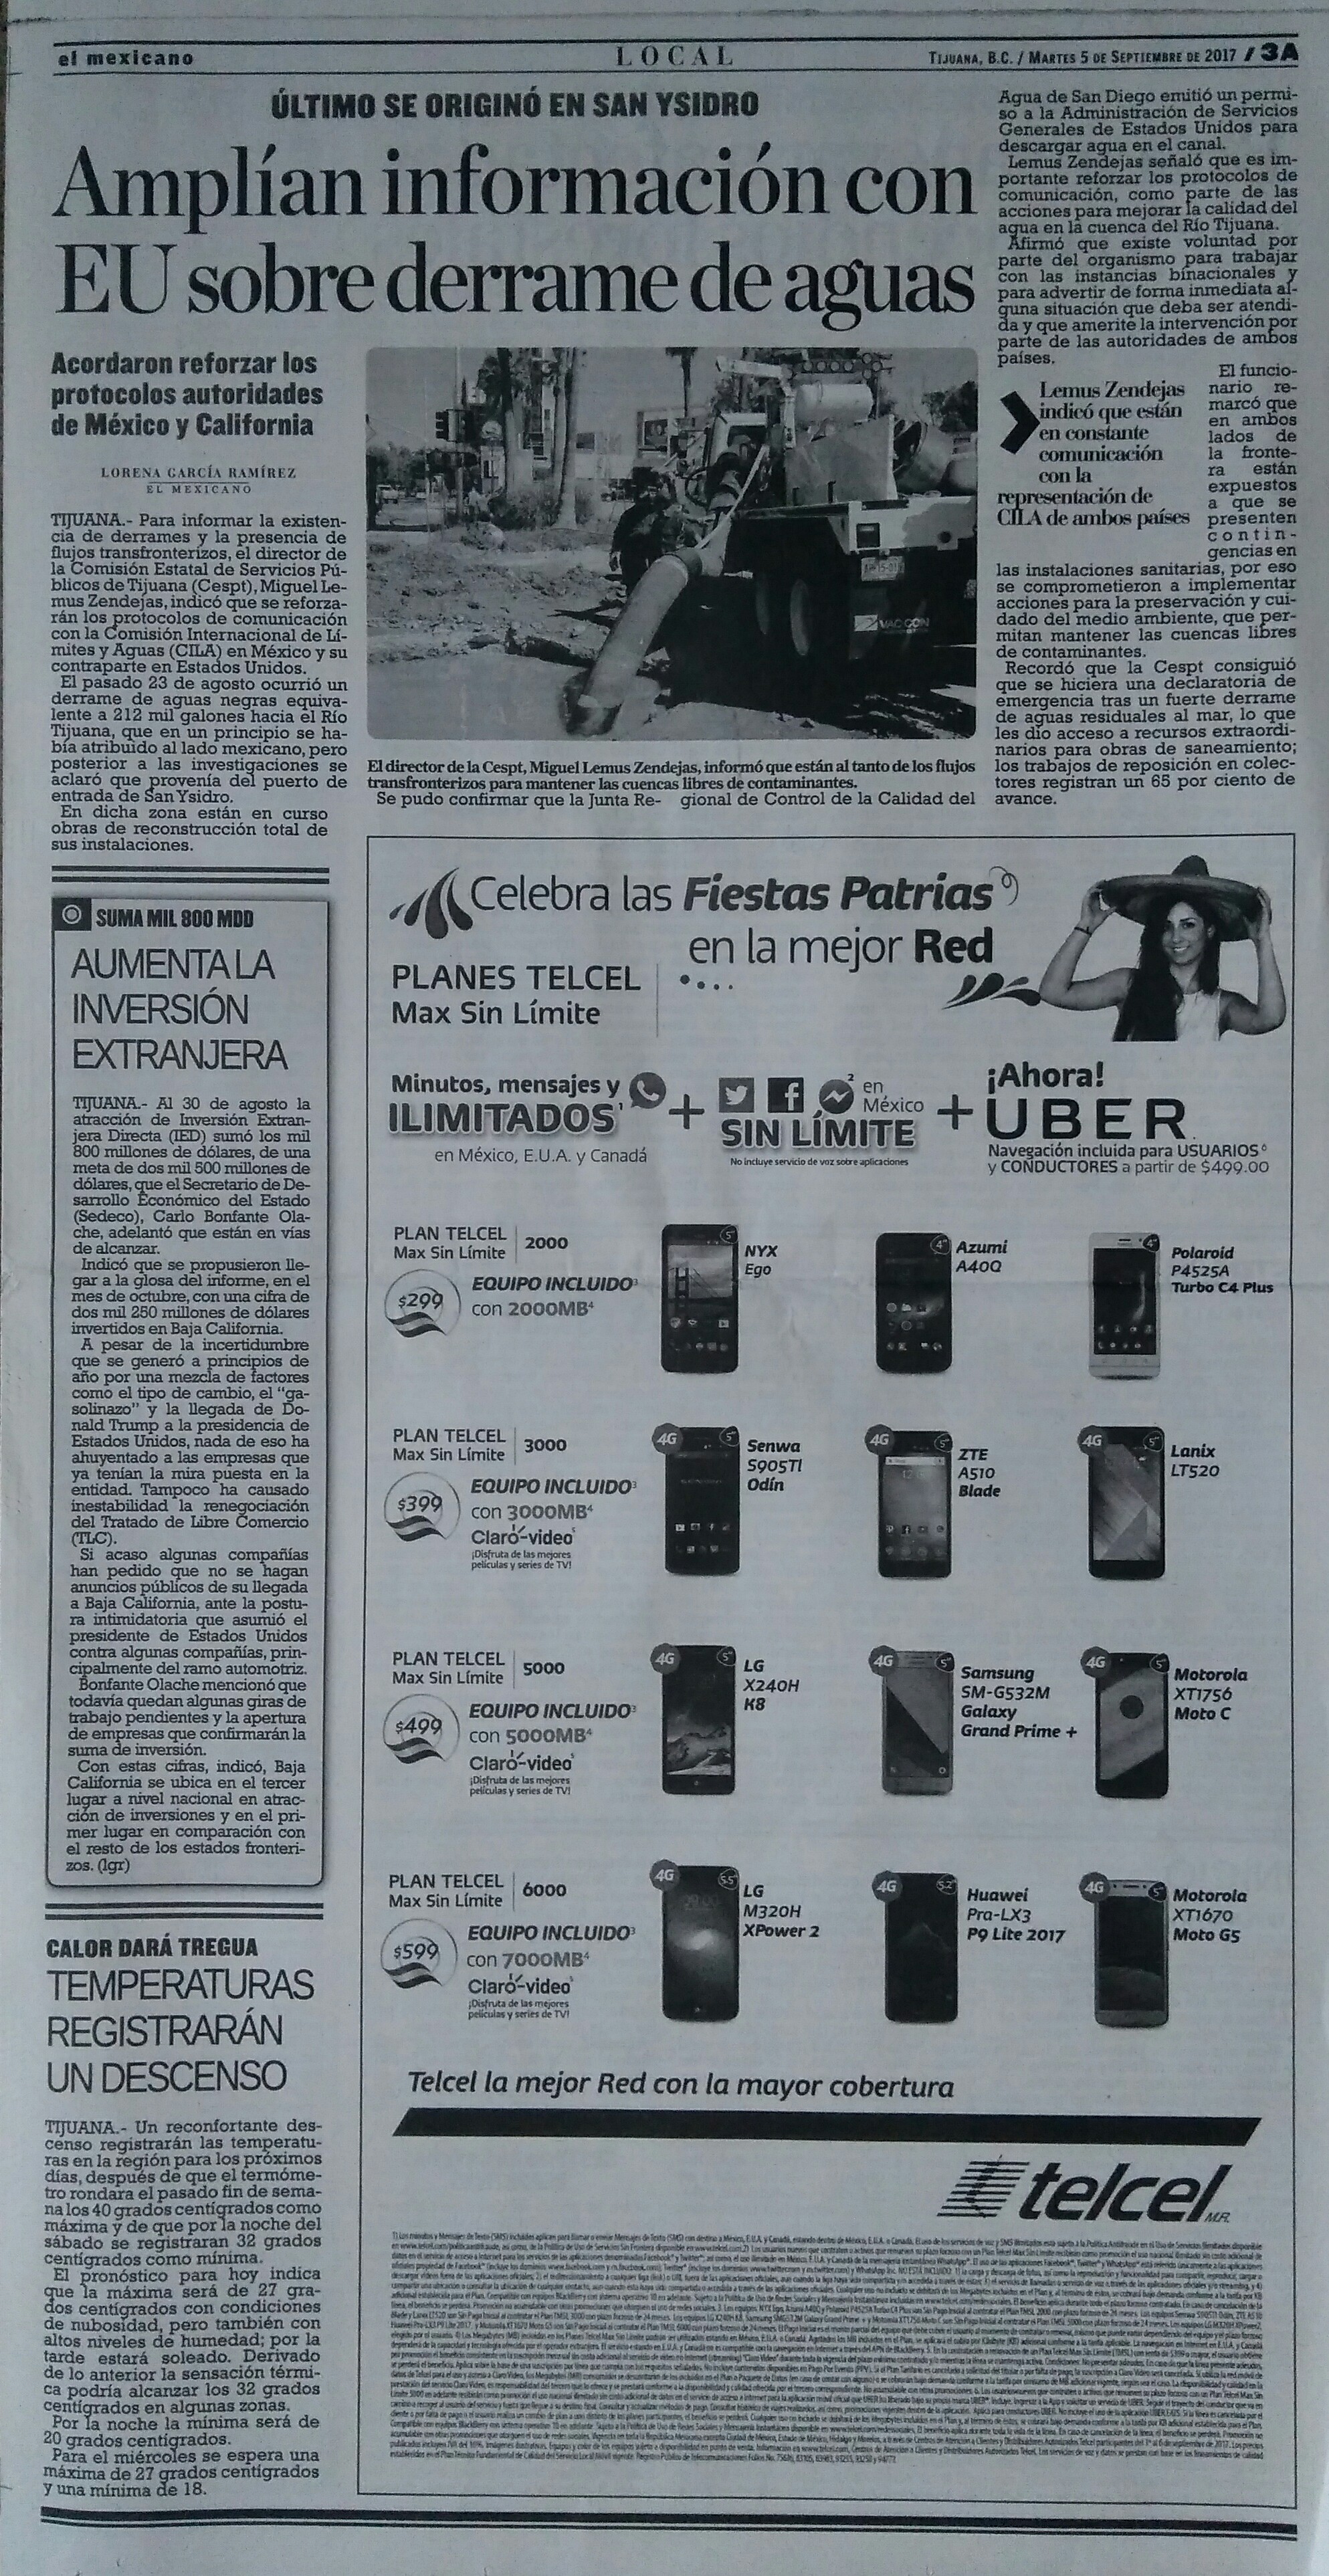 el mexicano
LOCAL
TIJUANA, B.C. / MARTES 5 DE SEPTIEMBRE DE 2017 / 3A
ÚLTIMO SE ORIGINÓ EN SAN YSIDRO
Amplían información con
EU sobre derrame de aguas
Acordaron reforzar los
protocolos autoridades
de México y California
LORENA GARCÍA RAMÍREZ
EL MEXICANO
TIJUANA.- Para informar la existen-
cia de derrames y la presencia de
flujos transfronterizos, el director de
la Comisión Estatal de Servicios Pú-
blicos de Tijuana (Cespt), Miguel Le-
mus Zendejas, indicó que se reforza-
rán los protocolos de comunicación
con la Comisión Internacional de Lí-
mites y Aguas (CILA) en México y su
contraparte en Estados Unidos.
El pasado 23 de agosto ocurrió un
derrame de aguas negras equiva-
lente a 212 mil galones hacia el Río
Tijuana, que en un principio se ha-
bía atribuido al lado mexicano, pero
posterior a las investigaciones se
aclaró que provenía del puerto de
entrada de San Ysidro.
En dicha zona están en curso
obras de reconstrucción total de
sus instalaciones.
VAC CON
El director de la Cespt, Miguel Lemus Zendejas, informó que están al tanto de los flujos
transfronterizos para mantener las cuencas libres de contaminantes.
Se pudo confirmar que la Junta Re-
gional de Control de la Calidad del
Agua de San Diego emitió un permi-
so a la Administración de Servicios
Generales de Estados Unidos para
descargar agua en el canal.
Lemus Zendejas señaló que es im-
portante reforzar los protocolos de
comunicación, como parte de las
acciones para mejorar la calidad del
agua en la cuenca del Río Tijuana.
Afirmó que existe voluntad por
parte del organismo para trabajar
con las instancias binacionales y
para advertir de forma inmediata al-
guna situación que deba ser atendi-
da y que amerite la intervención por
parte de las autoridades de ambos
países.
Lemus Zendejas
indicó que están
en constante
comunicación
con la
representación de
CILA de ambos países
El funcio-
nario re-
marcó que
en ambos
lados de
la fronte-
ra están
expuestos
a que se
presenten
contin-
gencias en
las instalaciones sanitarias, por eso
se comprometieron a implementar
acciones para la preservación y cui-
dado del medio ambiente, que per-
mitan mantener las cuencas libres
de contaminantes.
Recordó que la Cespt consiguió
que se hiciera una declaratoria de
emergencia tras un fuerte derrame
de aguas residuales al mar, lo que
les dio acceso a recursos extraordi-
narios para obras de saneamiento;
los trabajos de reposición en colec-
tores registran un 65 por ciento de
avance.
SUMA MIL 800 MDD
AUMENTA LA
INVERSIÓN
EXTRANJERA
TIJUANA.- Al 30 de agosto la
atracción de Inversión Extran-
jera Directa (IED) sumó los mil
800 millones de dólares, de una
meta de dos mil 500 millones de
dólares, que el Secretario de De-
sarrollo Económico del Estado
(Sedeco), Carlo Bonfante Ola-
che, adelantó que están en vías
de alcanzar.
Indicó que se propusieron lle-
gar a la glosa del informe, en el
mes de octubre, con una cifra de
dos mil 250 millones de dólares
invertidos en Baja California.
A pesar de la incertidumbre
que se generó a principios de
año por una mezcla de factores
como el tipo de cambio, el "ga-
solinazo" y la llegada de Do-
nald Trump a la presidencia de
Estados Unidos, nada de eso ha
ahuyentado a las empresas que
ya tenían la mira puesta en la
entidad. Tampoco ha causado
inestabilidad la renegociación
del Tratado de Libre Comercio
(TLC).
Si acaso algunas compañías
han pedido que no se hagan
anuncios públicos de su llegada
a Baja California, ante la postu-
ra intimidatoria que asumió el
presidente de Estados Unidos
contra algunas compañías, prin-
cipalmente del ramo automotriz.
Bonfante Olache mencionó que
todavía quedan algunas giras de
trabajo pendientes y la apertura
de empresas que confirmarán la
suma de inversión.
Con estas cifras, indicó, Baja
California se ubica en el tercer
lugar a nivel nacional en atrac-
ción de inversiones y en el pri-
mer lugar en comparación con
el resto de los estados fronteri-
zos. (lgr)
CALOR DARÁ TREGUA
TEMPERATURAS
REGISTRARÁN
UN DESCENSO
TIJUANA.- Un reconfortante des-
censo registrarán las temperatu-
ras en la región para los próximos
días, después de que el termóme-
tro rondara el pasado fin de sema-
na los 40 grados centígrados como
máxima y de que por la noche del
sábado se registraran 32 grados
centígrados como mínima.
El pronóstico para hoy indica
que la máxima será de 27 gra-
dos centígrados con condiciones
de nubosidad, pero también con
altos niveles de humedad; por la
tarde estará soleado. Derivado
de lo anterior la sensación térmi-
ca podría alcanzar los 32 grados
centígrados en algunas zonas.
Por la noche la mínima será de
20 grados centígrados.
Para el miércoles se espera una
máxima de 27 grados centígrados
y una mínima de 18.
Celebra las Fiestas Patrias
en la mejor Red
PLANES TELCEL
Max Sin Límite
Minutos, mensajes y
ILIMITADOS¹
en México, E.U.A. y Canadá
+
² en México
SIN LÍMITE
No incluye servicio de voz sobre aplicaciones
+
¡Ahora!
UBER
Navegación incluida para USUARIOS⁶
y CONDUCTORES a partir de $499.00
PLAN TELCEL
Max Sin Límite
2000
$299
EQUIPO INCLUIDO³
con 2000MB⁴
5"
NYX
Ego
4"
Azumi
A40Q
4"
Polaroid
P4525A
Turbo C4 Plus
PLAN TELCEL
Max Sin Límite
3000
$399
EQUIPO INCLUIDO³
con 3000MB⁴
Claro-video⁵
¡Disfruta de las mejores
películas y series de TV!
4G
5"
Senwa
S905Tl
Odín
4G
5"
ZTE
A510
Blade
4G
5"
Lanix
LT520
PLAN TELCEL
Max Sin Límite
5000
$499
EQUIPO INCLUIDO³
con 5000MB⁴
Claro-video⁵
¡Disfruta de las mejores
películas y series de TV!
4G
5"
LG
X240H
K8
4G
5"
Samsung
SM-G532M
Galaxy
Grand Prime +
4G
5"
Motorola
XT1756
Moto C
PLAN TELCEL
Max Sin Límite
6000
$599
EQUIPO INCLUIDO³
con 7000MB⁴
Claro-video⁵
¡Disfruta de las mejores
películas y series de TV!
4G
5.5"
LG
M320H
XPower 2
4G
5.2"
Huawei
Pra-LX3
P9 Lite 2017
4G
5"
Motorola
XT1670
Moto G5
Telcel la mejor Red con la mayor cobertura
telcel M.R.